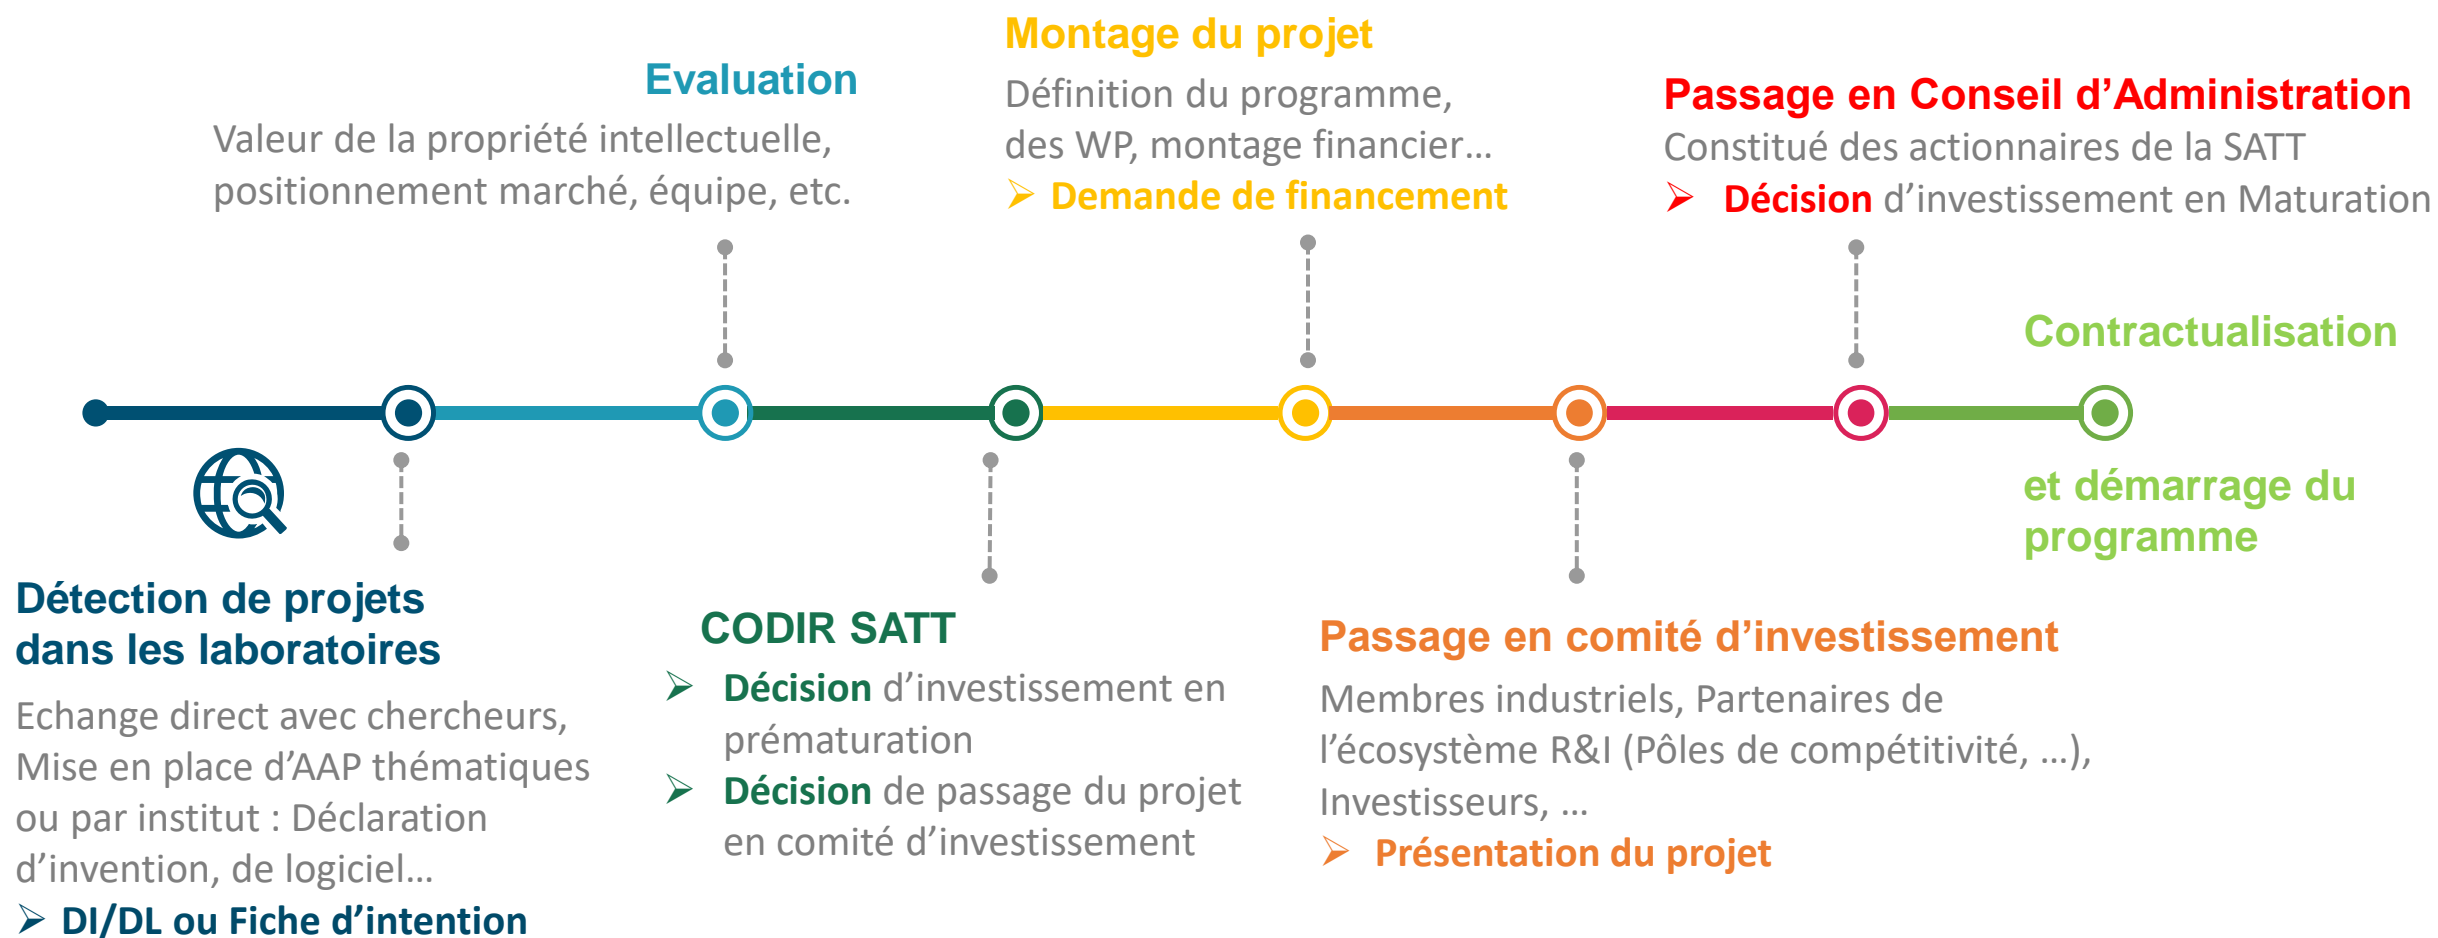 Détection de projets
dans les laboratoires
Echange direct avec chercheurs,
Mise en place d’AAP thématiques
ou par institut : Déclaration
d’invention, de logiciel…
➢ DI/DL ou Fiche d’intention
Evaluation
Valeur de la propriété intellectuelle,
positionnement marché, équipe, etc.
CODIR SATT
➢ Décision d’investissement en
prématuration
➢ Décision de passage du projet
en comité d’investissement
Montage du projet
Définition du programme,
des WP, montage financier…
➢ Demande de financement
Passage en comité d’investissement
Membres industriels, Partenaires de
l’écosystème R&I (Pôles de compétitivité, …),
Investisseurs, …
➢ Présentation du projet
Passage en Conseil d’Administration
Constitué des actionnaires de la SATT
➢ Décision d’investissement en Maturation
Contractualisation
et démarrage du
programme